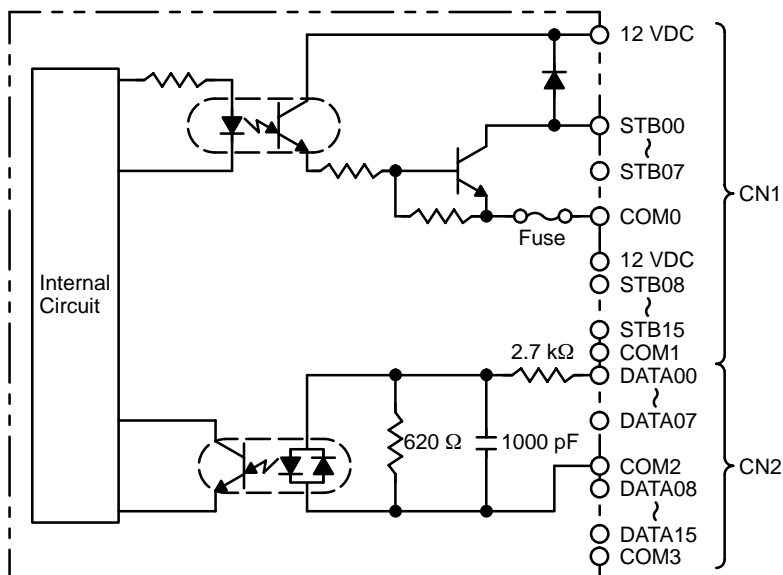 12 VDC
STB00
~
STB07
CN1
COM0
Fuse
12 VDC
Internal
Circuit
STB08
~
STB15
2.7 kΩ
COM1
DATA00
~
DATA07
620 Ω
1000 pF
COM2
CN2
DATA08
~
DATA15
COM3